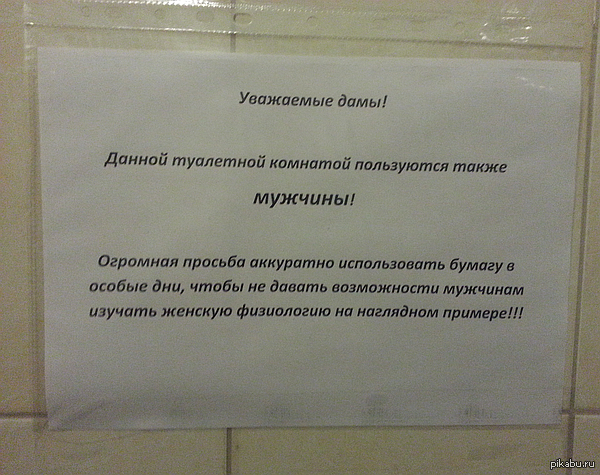 Уважаемые дамы!
Данной туалетной комнатой пользуются также
мужчины!
Огромная просьба аккуратно использовать бумагу в
особые дни, чтобы не давать возможности мужчинам
изучать женскую физиологию на наглядном примере!!!
pikabu.ru